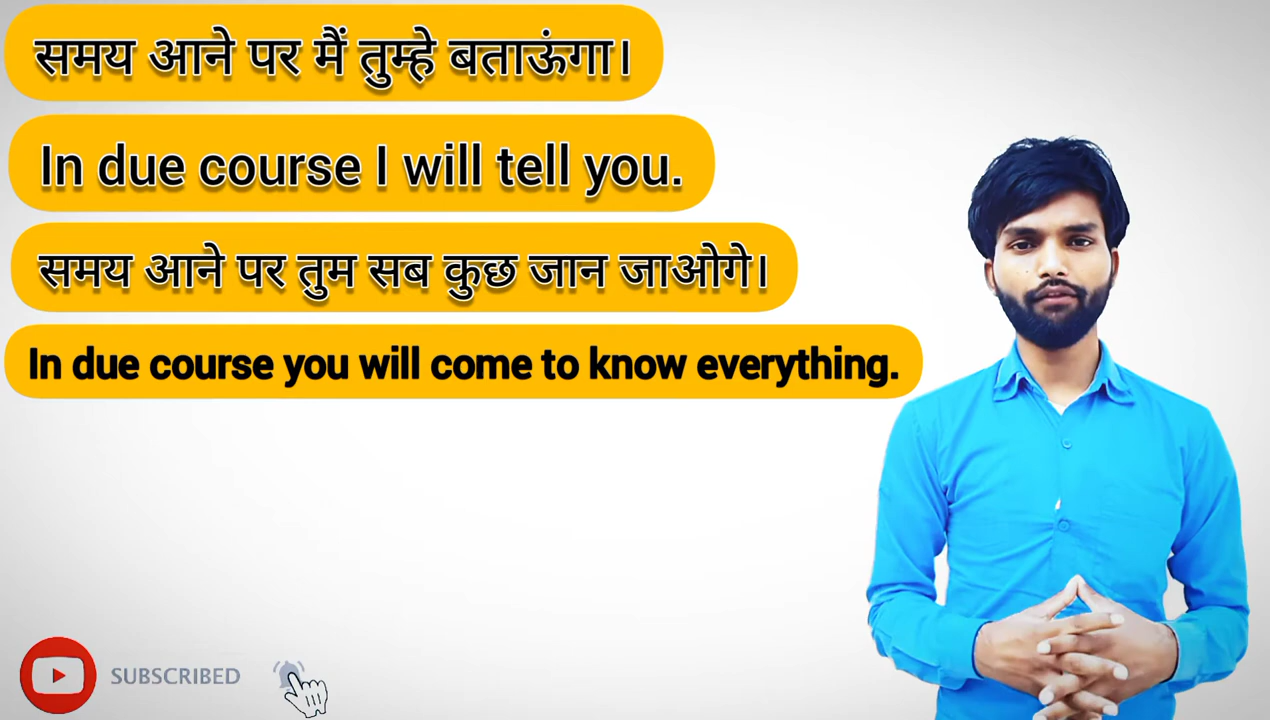 समय आने पर मैं तुम्हे बताऊंगा।
In due course I will tell you.
समय आने पर तुम सब कुछ जान जाओगे।
In due course you will come to know everything.
SUBSCRIBED